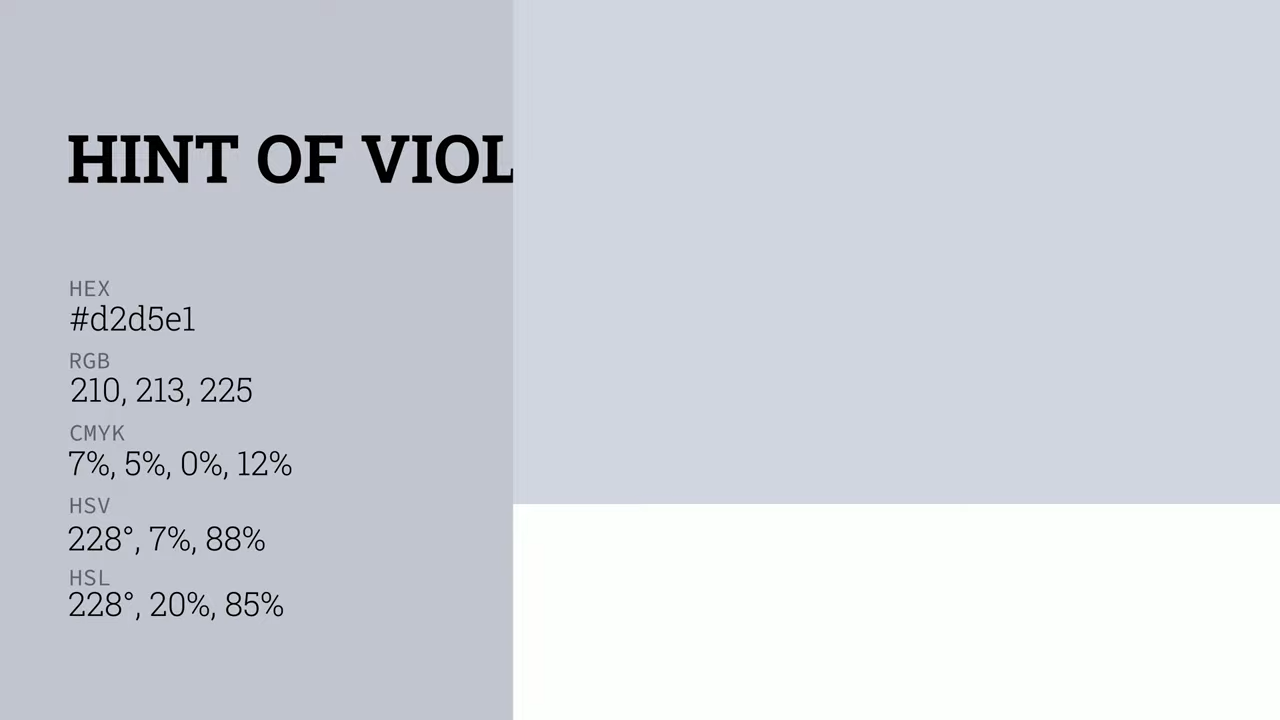 HINT OF VIOL
HEX
#d2d5e1
RGB
210, 213, 225
CMYK
7%, 5%, 0%, 12%
HSV
228°, 7%, 88%
HSL
228°, 20%, 85%